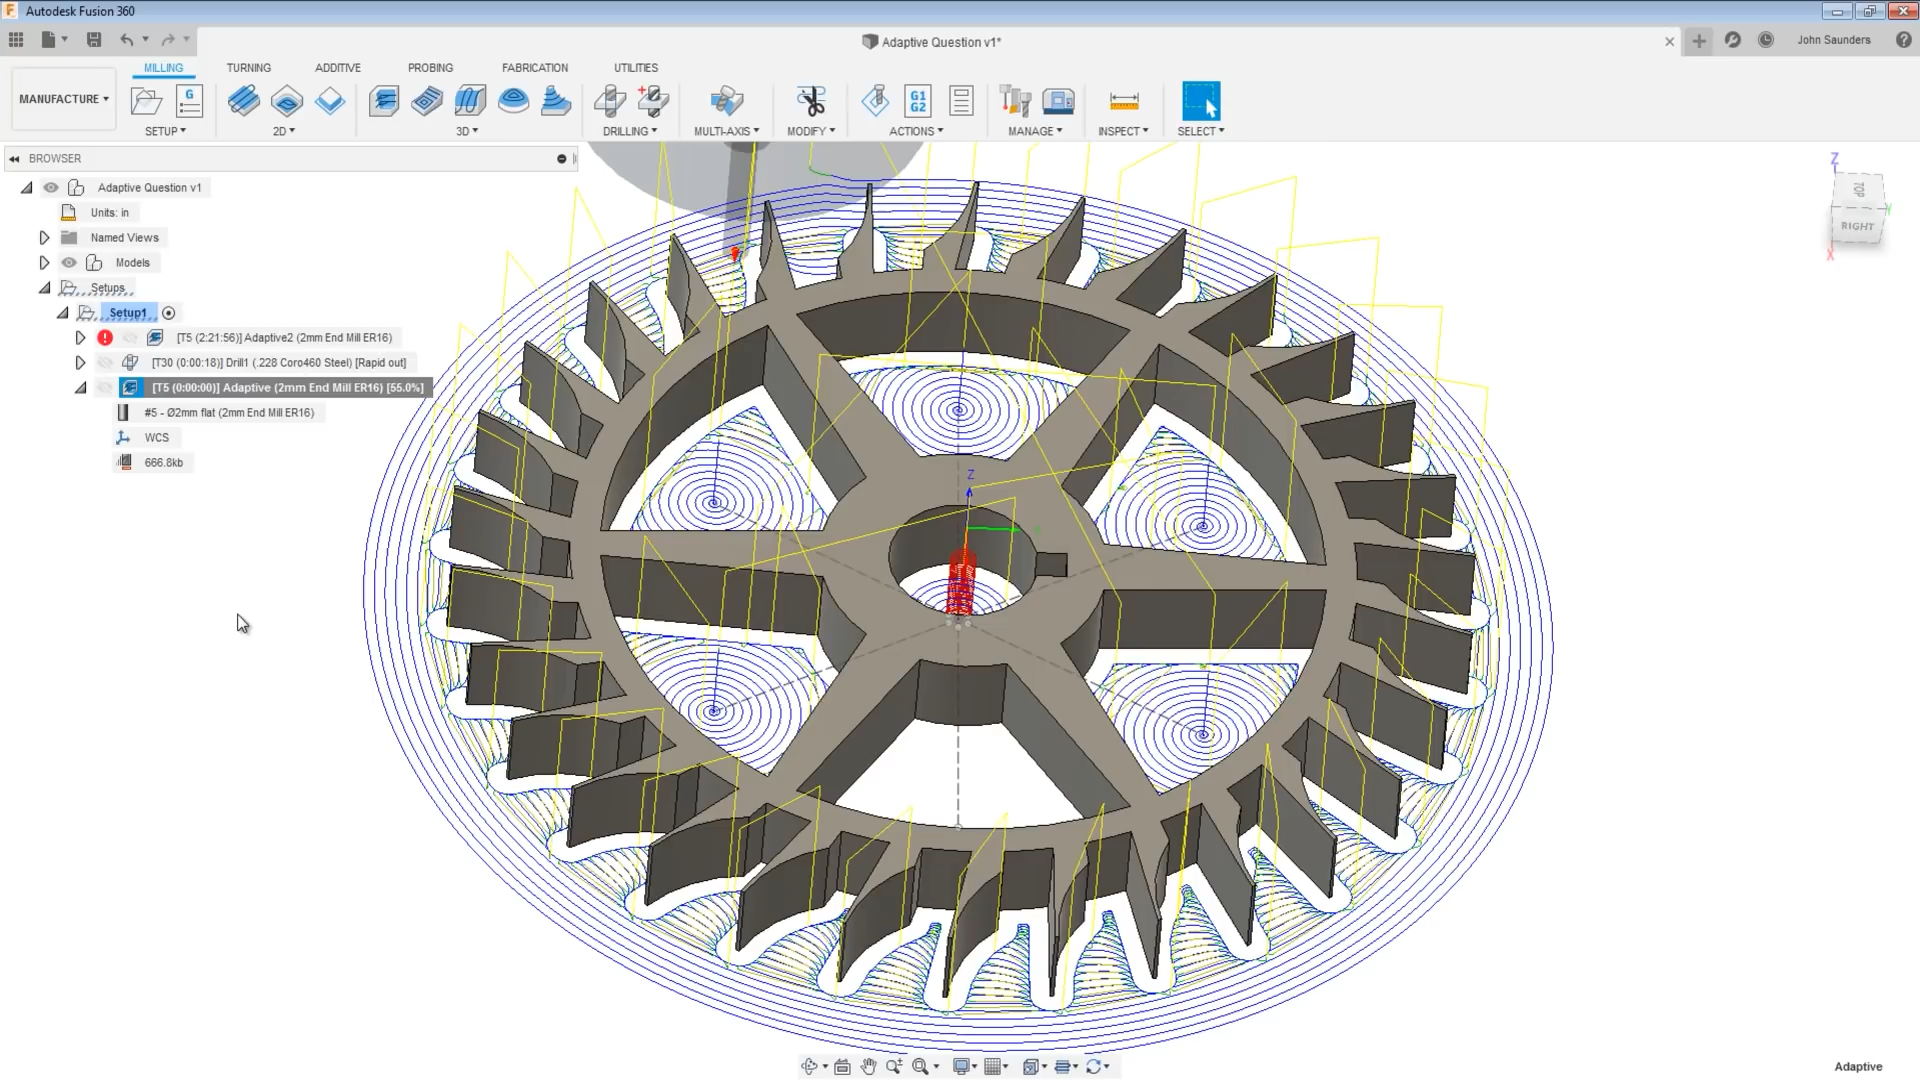 Autodesk Fusion 360
Adaptive Question v1*
John Saunders
MANUFACTURE
MILLING TURNING ADDITIVE PROBING FABRICATION UTILITIES
G
G1
G2
SETUP 2D 3D DRILLING MULTI-AXIS MODIFY ACTIONS MANAGE INSPECT SELECT
BROWSER
Adaptive Question v1
Units: in
Named Views
Models
Setups
Setup1
[T5 (2:21:56)] Adaptive2 (2mm End Mill ER16)
[T30 (0:00:18)] Drill1 (.228 Coro460 Steel) [Rapid out]
[T5 (0:00:00)] Adaptive (2mm End Mill ER16) [55.0%]
#5 - Ø2mm flat (2mm End Mill ER16)
WCS
666.8kb
Z
TOP
Y
RIGHT
X
Z
Adaptive